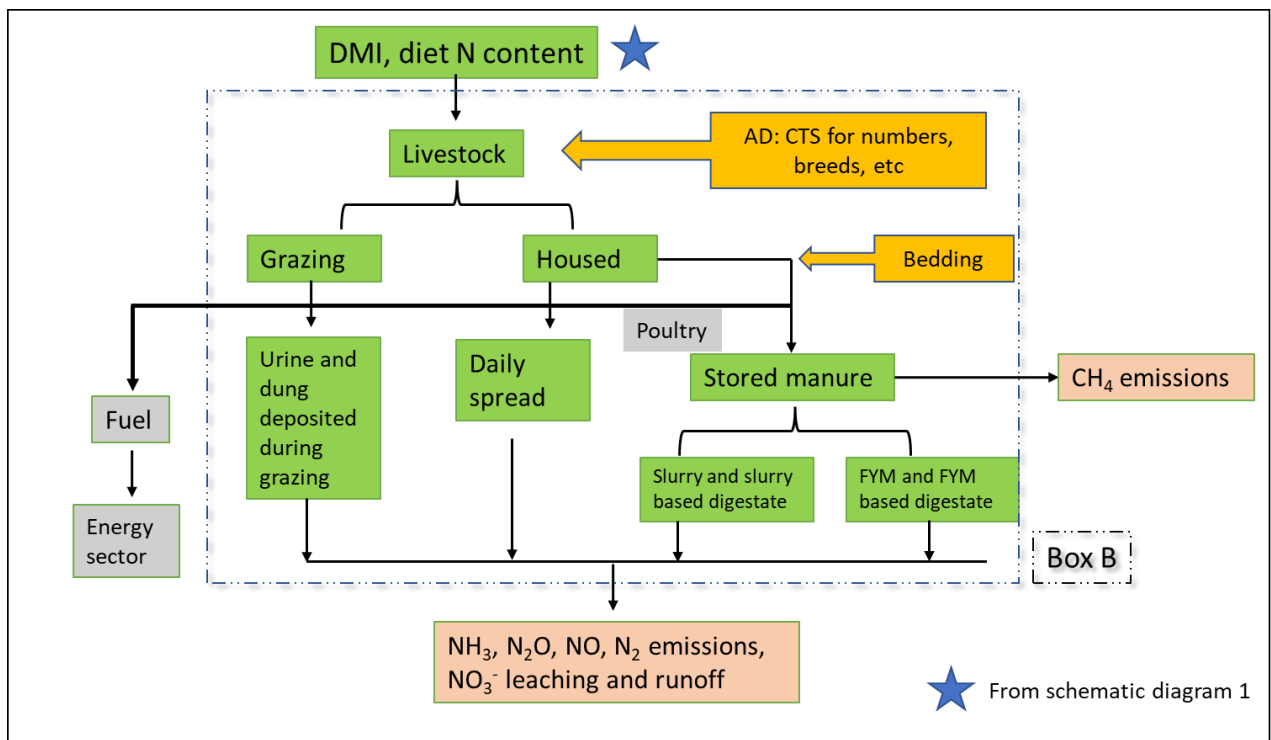 DMI, diet N content
AD: CTS for numbers,
breeds, etc
Livestock
Grazing
Housed
Bedding
Poultry
Urine and
dung
deposited
during
grazing
Daily
spread
Stored manure
CH₄ emissions
Fuel
Slurry and slurry
based digestate
FYM and FYM
based digestate
Energy
sector
Box B
NH₃, N₂O, NO, N₂ emissions,
NO₃⁻ leaching and runoff
From schematic diagram 1